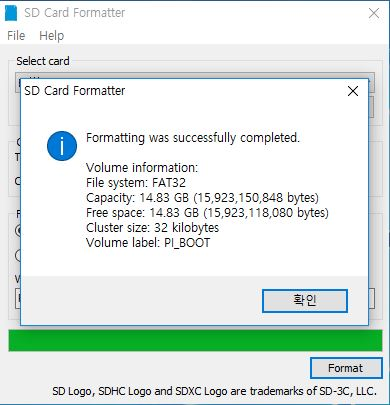 SD Card Formatter
File Help
Select card
SD Card Formatter
Formatting was successfully completed.
Volume information:
File system: FAT32
Capacity: 14.83 GB (15,923,150,848 bytes)
Free space: 14.83 GB (15,923,118,080 bytes)
Cluster size: 32 kilobytes
Volume label: PI_BOOT
확인
Format
SD Logo, SDHC Logo and SDXC Logo are trademarks of SD-3C, LLC.